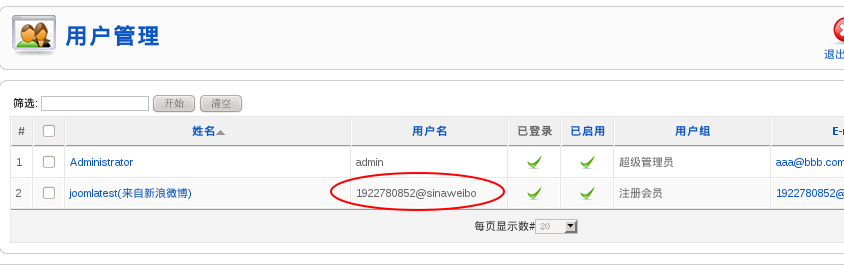 用户管理
退出
筛选: 开始 清空
# 姓名 用户名 已登录 已启用 用户组
1 Administrator admin 超级管理员 aaa@bbb.com
2 joomlatest(来自新浪微博) 1922780852@sinaweibo 注册会员 1922780852@
每页显示数# 20